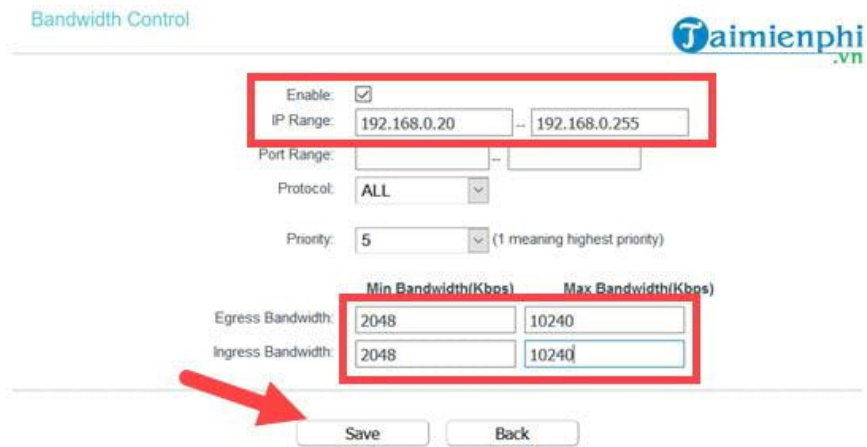 Bandwidth Control
Taimienphi
.vn
Enable:
IP Range: 192.168.0.20 -- 192.168.0.255
Port Range: --
Protocol: ALL
Priority: 5 (1 meaning highest priority)
Min Bandwidth(Kbps) Max Bandwidth(Kbps)
Egress Bandwidth: 2048 10240
Ingress Bandwidth: 2048 10240
Save Back